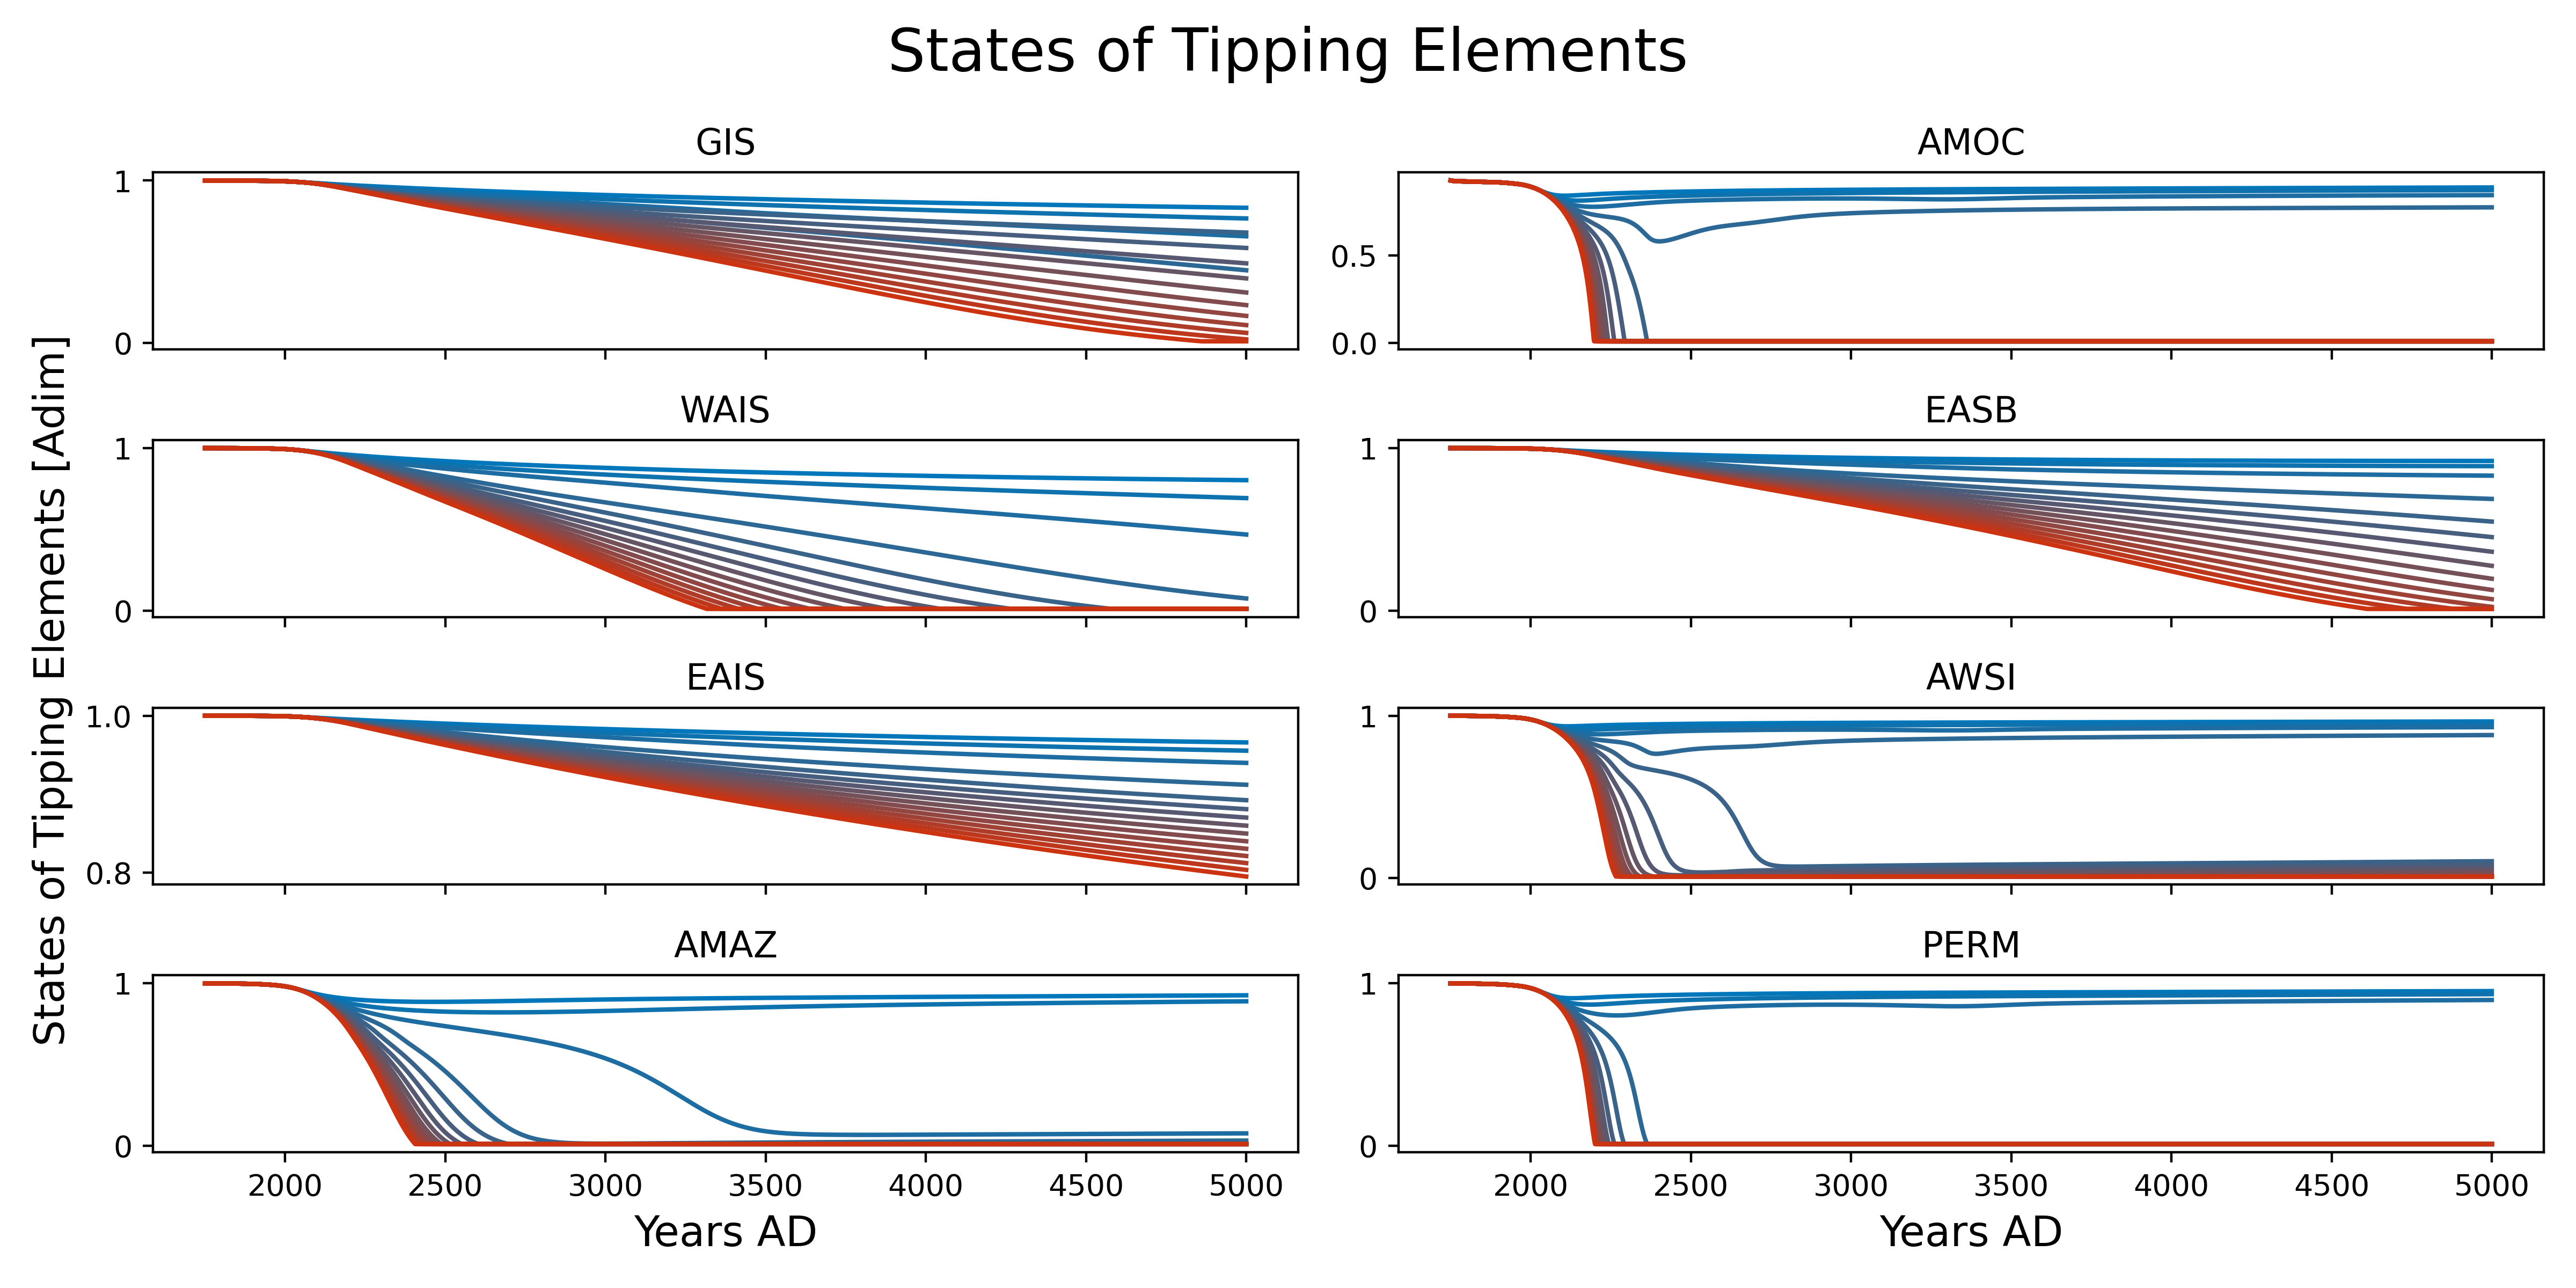 States of Tipping Elements
GIS
1
0
AMOC
0.5
0.0
WAIS
1
0
EASB
1
0
EAIS
1.0
0.8
AWSI
1
0
AMAZ
1
0
2000 2500 3000 3500 4000 4500 5000
Years AD
PERM
1
0
2000 2500 3000 3500 4000 4500 5000
Years AD
States of Tipping Elements [Adim]